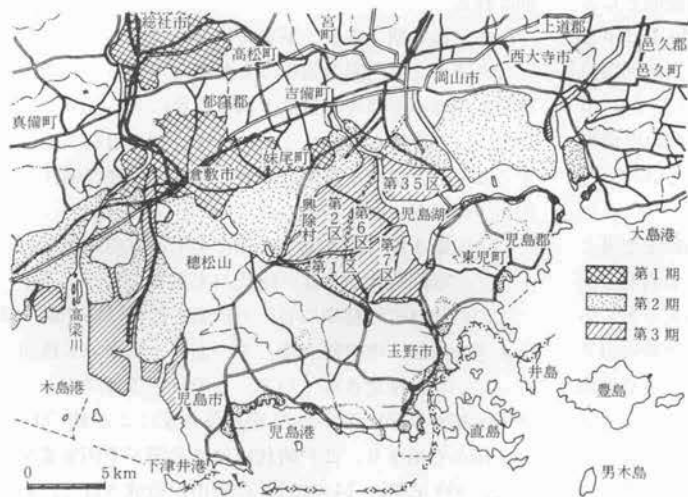 総社市
高松町
一宮町
上道郡
西大寺市
邑久郡
邑久町
岡山市
吉備町
都窪郡
真備町
妹尾町
倉敷市
第35区
児島湖
興除村
第2区
第6区
第7区
第1区
児島郡
東児町
大島港
穂松山
高梁川
玉野市
井島
豊島
木島港
児島市
児島港
直島
男木島
下津井港
第1期
第2期
第3期
0 5km